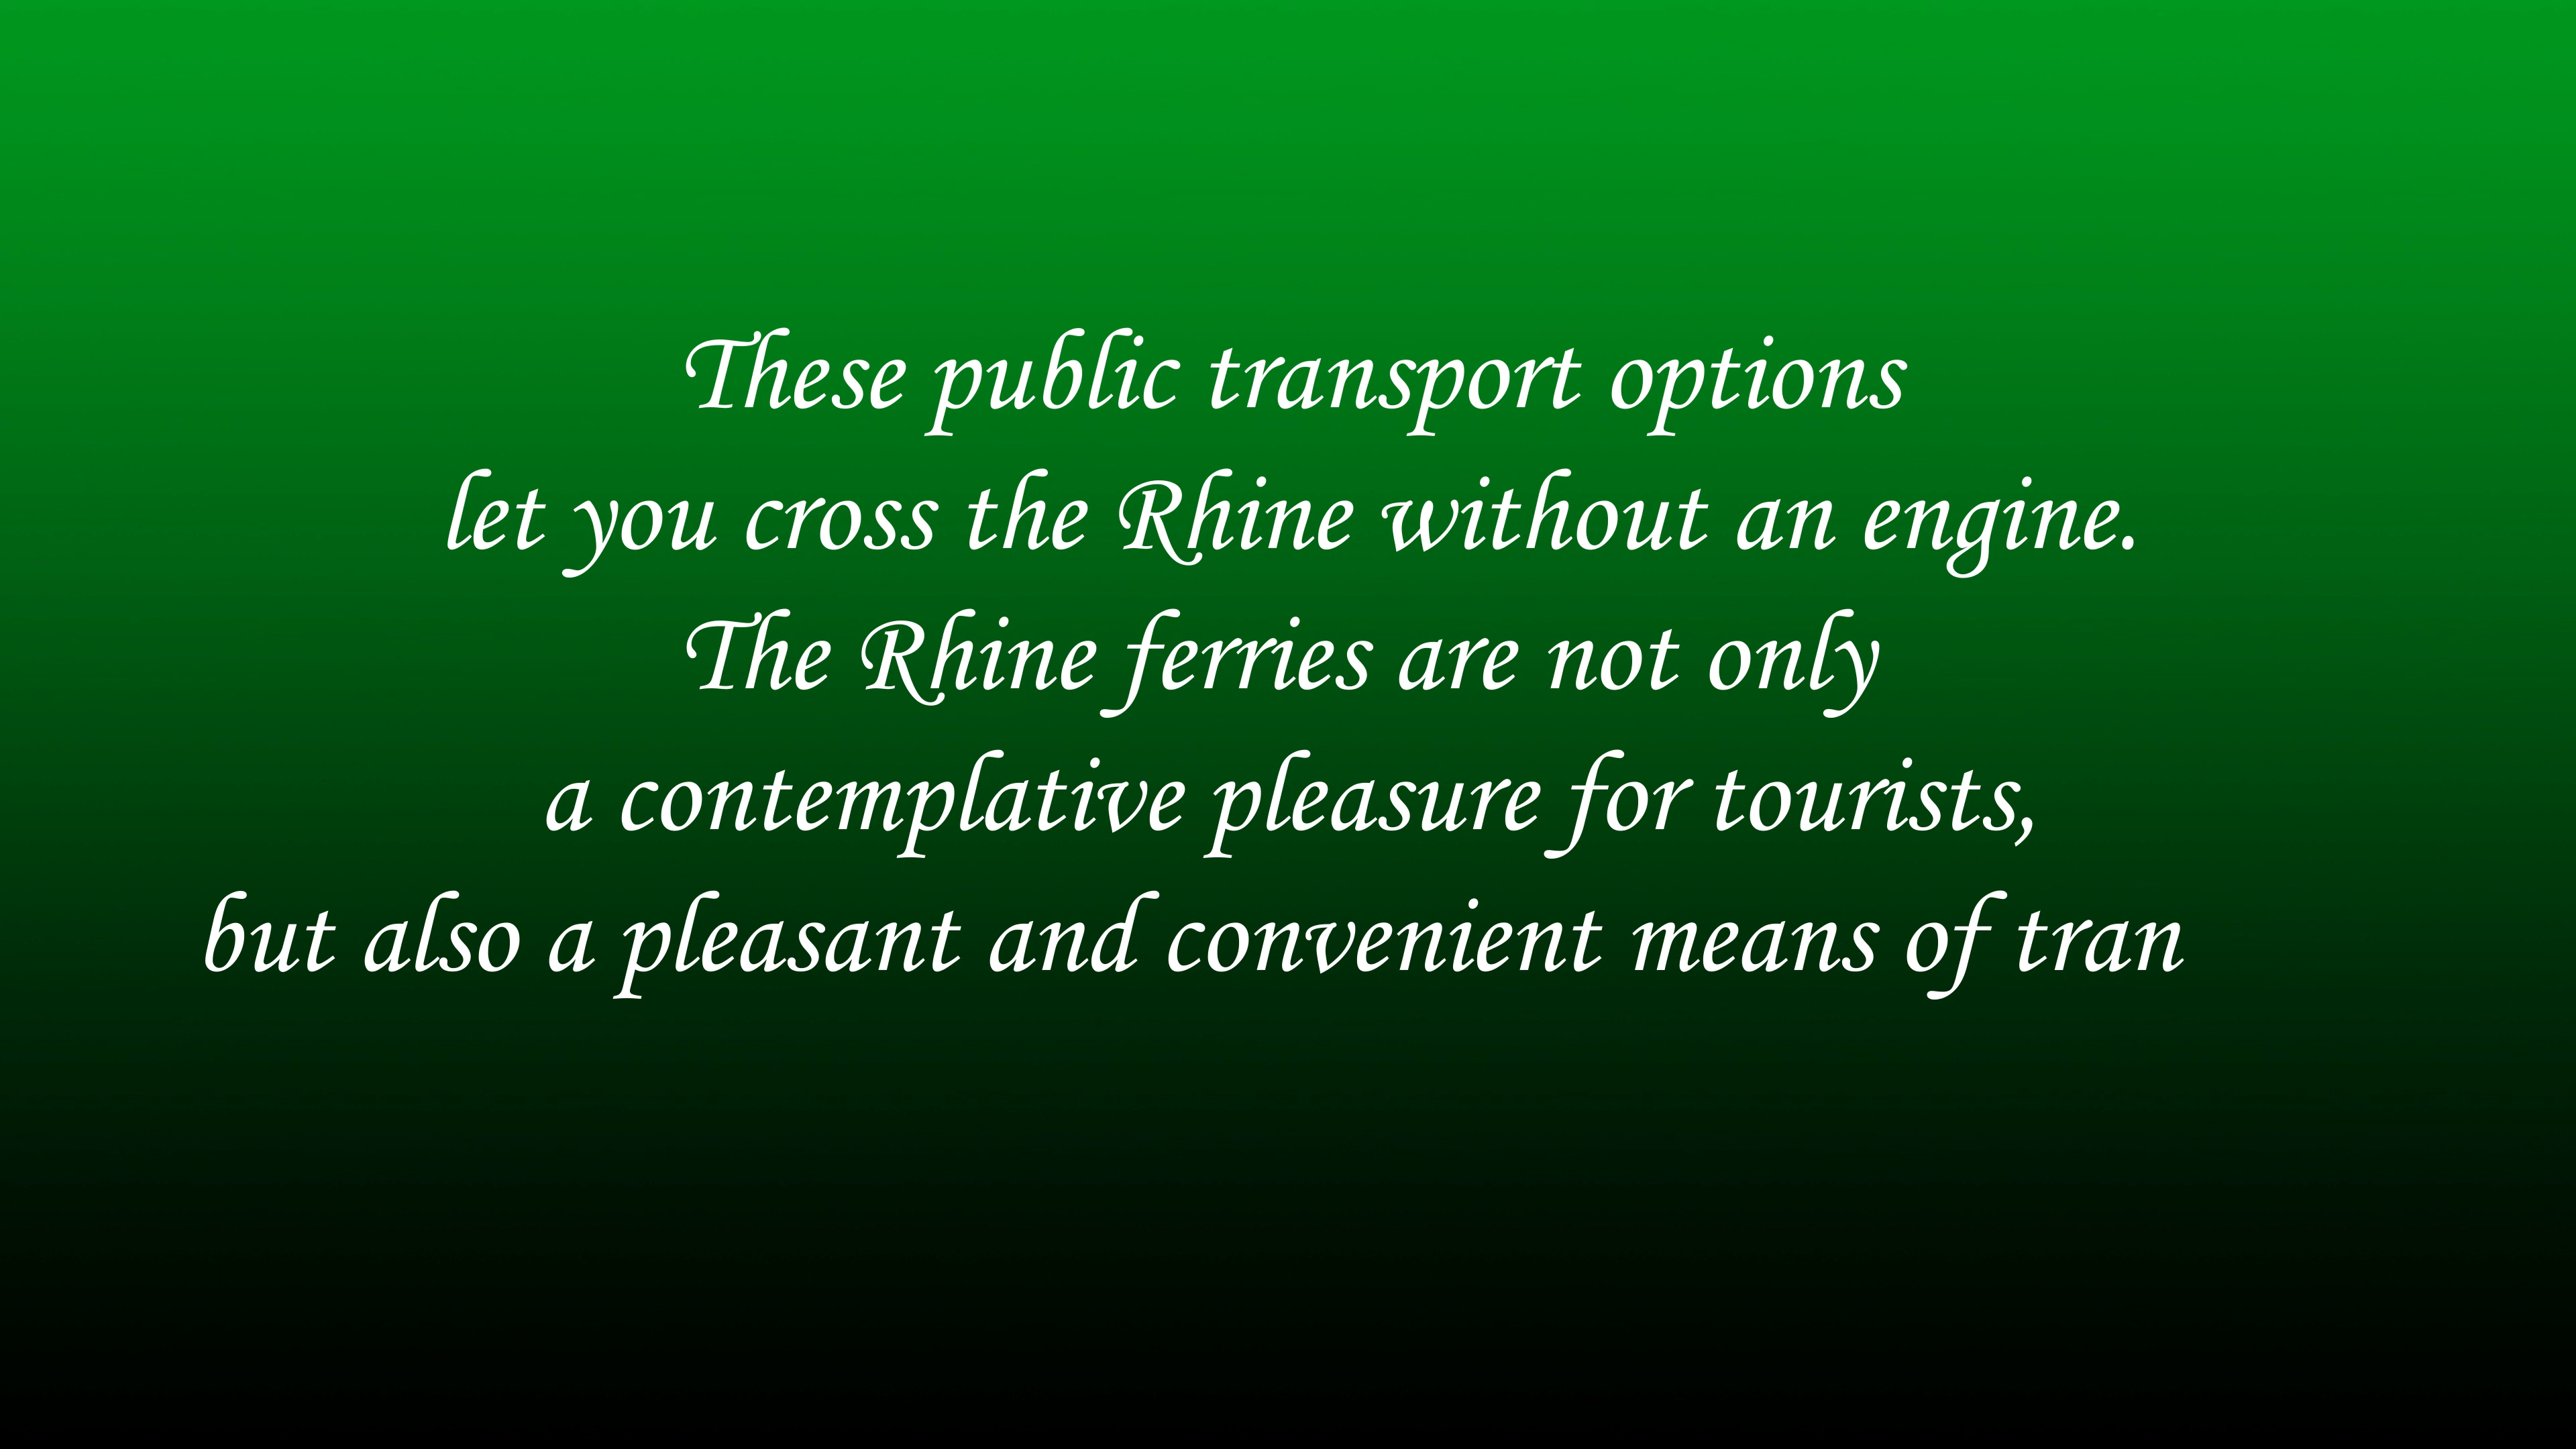 These public transport options
let you cross the Rhine without an engine.
The Rhine ferries are not only
a contemplative pleasure for tourists,
but also a pleasant and convenient means of tran